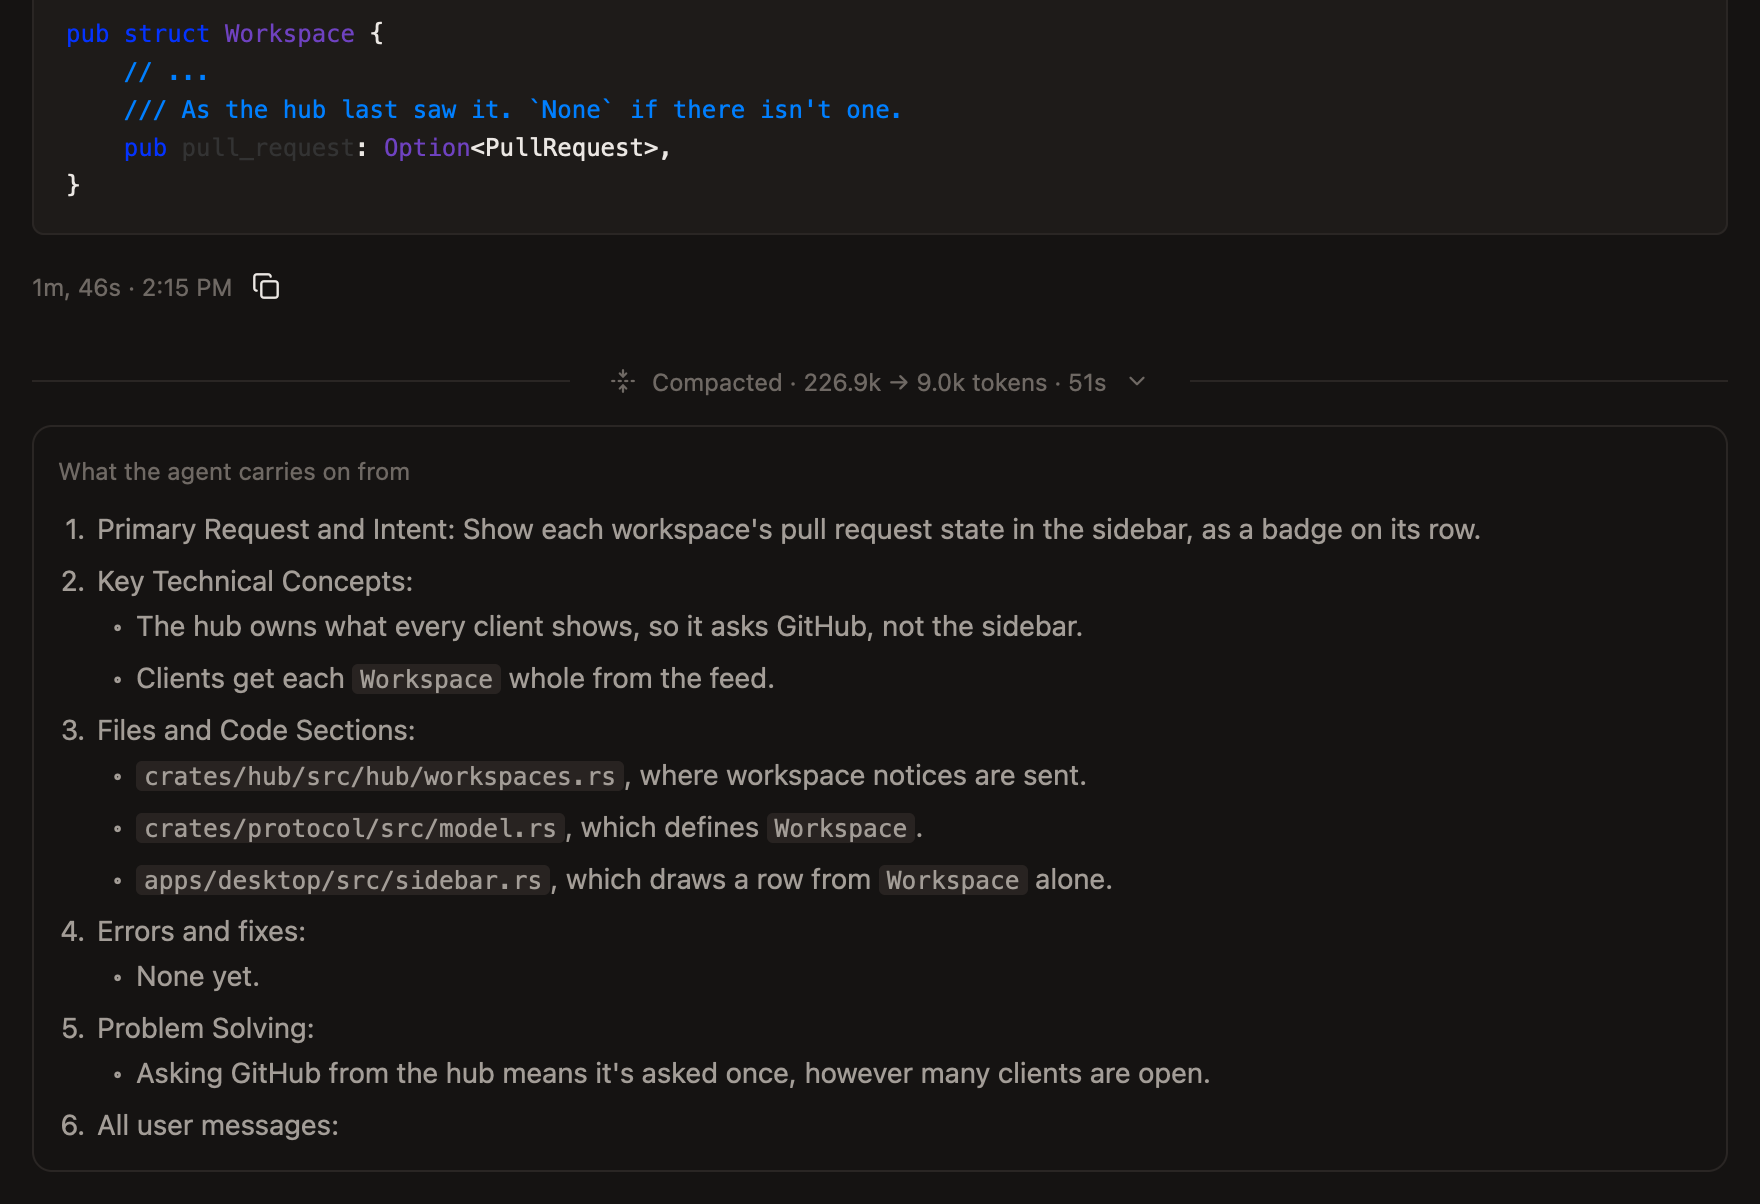 pub struct Workspace {
// ...
/// As the hub last saw it. `None` if there isn't one.
pub pull_request: Option<PullRequest>,
}
1m, 46s · 2:15 PM
Compacted · 226.9k → 9.0k tokens · 51s
What the agent carries on from
1. Primary Request and Intent: Show each workspace's pull request state in the sidebar, as a badge on its row.
2. Key Technical Concepts:
• The hub owns what every client shows, so it asks GitHub, not the sidebar.
• Clients get each Workspace whole from the feed.
3. Files and Code Sections:
• crates/hub/src/hub/workspaces.rs, where workspace notices are sent.
• crates/protocol/src/model.rs, which defines Workspace.
• apps/desktop/src/sidebar.rs, which draws a row from Workspace alone.
4. Errors and fixes:
• None yet.
5. Problem Solving:
• Asking GitHub from the hub means it's asked once, however many clients are open.
6. All user messages: